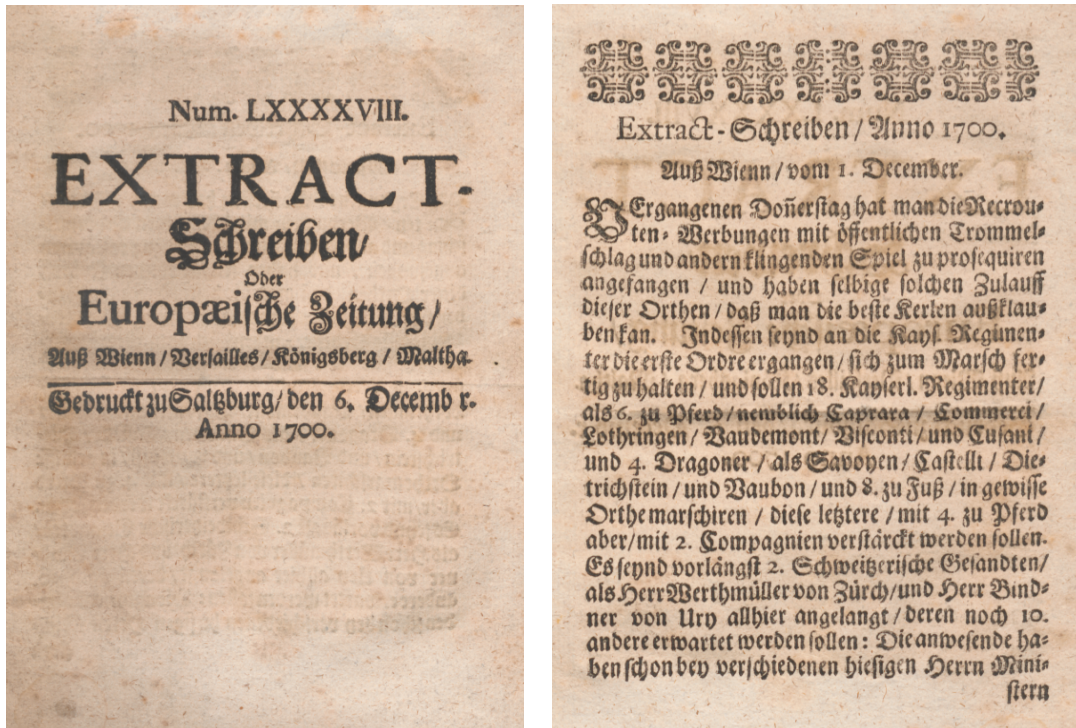 Num. LXXXXVIII.
EXTRACT-
Schreiben/
Oder
Europæische Zeitung/
Auß Wienn/Versailles/Königsberg/Maltha.
Gedruckt zu Saltzburg/den 6. Decemb r.
Anno 1700.
Extract-Schreiben/Anno 1700.
Auß Wienn/vom 1. December.
VErgangenen Don̄erstag hat man die Recrou-
ten-Werbungen mit öffentlichen Trommel-
schlag und andern klingenden Spiel zu prosequiren
angefangen/und haben selbige solchen Zulauff
dieser Orthen/daß man die beste Kerlen außklau-
ben kan. Indessen seynd an die Kays. Regimen-
ter die erste Ordre ergangen/sich zum Marsch fer-
tig zu halten/und sollen 18. Kayserl. Regimenter/
als 6. zu Pferd/nemblich Caprara/Commerci/
Lothringen/Vaudemont/Visconti/und Cusani/
und 4. Dragoner/als Savoyen/Castelli/Die-
trichstein/und Vaubon/und 8. zu Fuß/in gewisse
Orthe marschiren/diese letztere/mit 4. zu Pferd
aber/mit 2. Compagnien verstärckt werden sollen.
Es seynd vorlängst 2. Schweitzerische Gesandten/
als Herr Werthmüller von Zürch/und Herr Bind-
ner von Ury allhier angelangt/deren noch 10.
andere erwartet werden sollen: Die anwesende ha-
ben schon bey verschiedenen hiesigen Herrn Mini-
stern